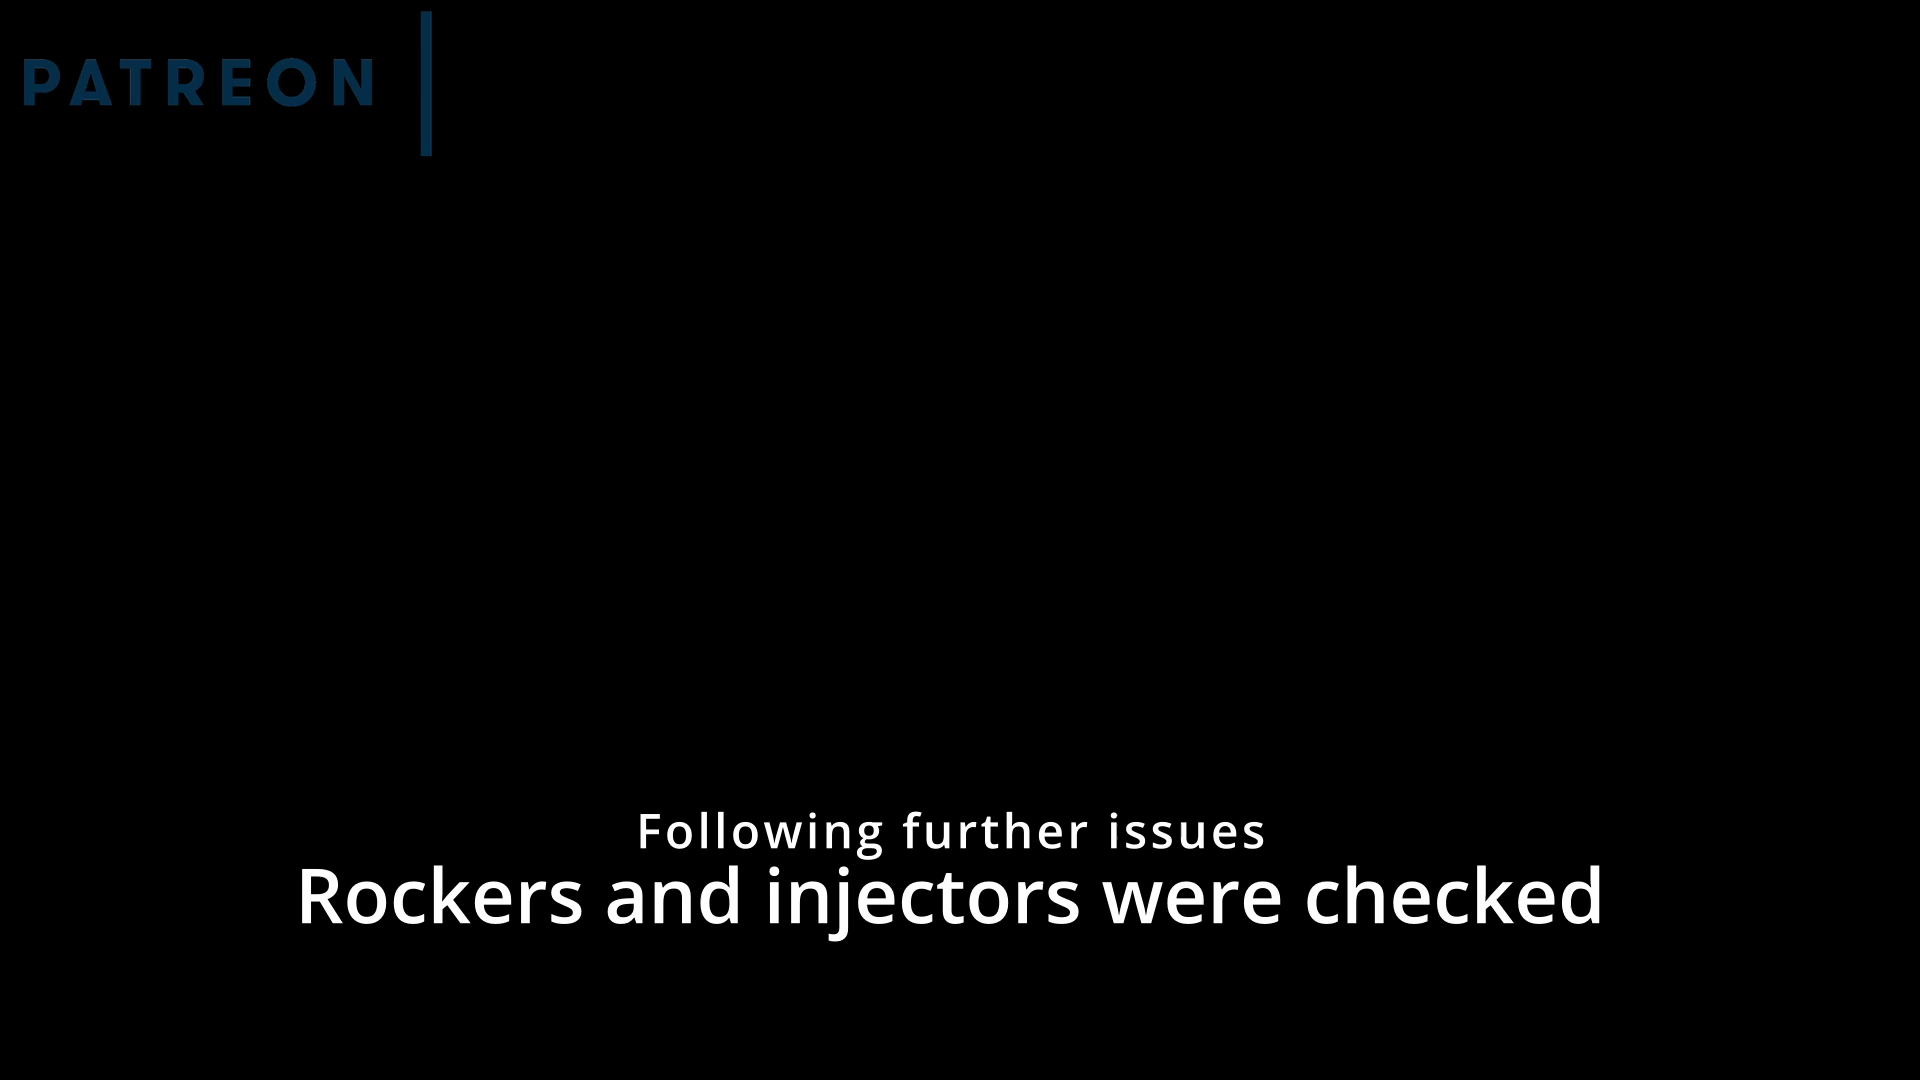 PATREON
Following further issues
Rockers and injectors were checked